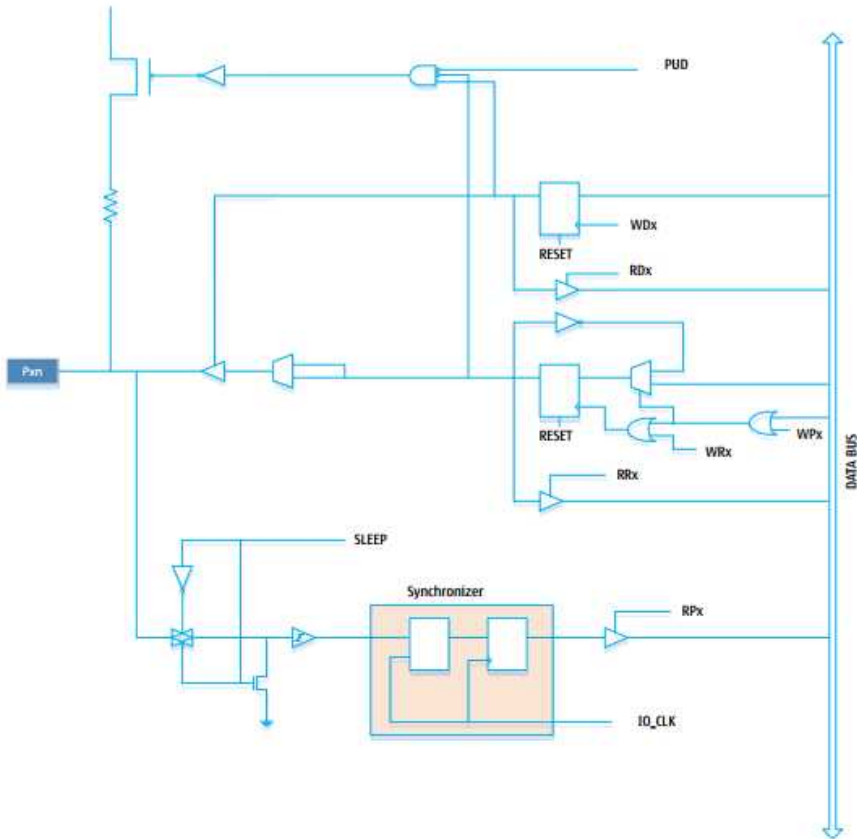 PUD
WDx
RESET
RDx
Pxn
RESET
WPx
WRx
DATA BUS
RRx
SLEEP
Synchronizer
RPx
IO_CLK